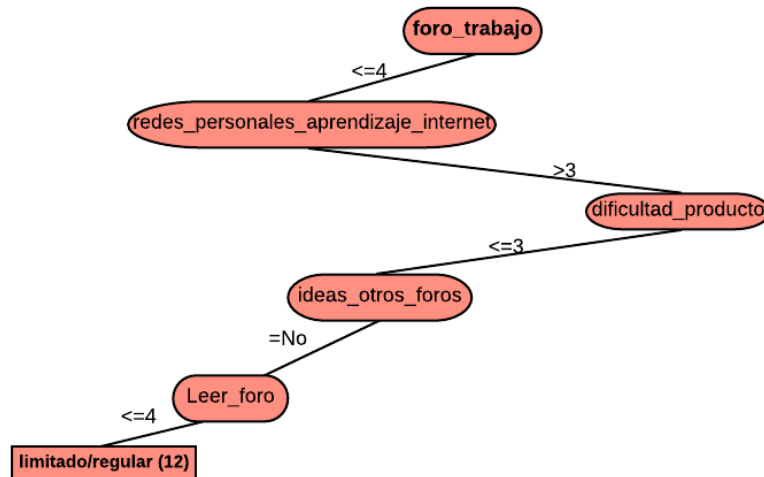 foro_trabajo
<=4
redes_personales_aprendizaje_internet
>3
dificultad_producto
<=3
ideas_otros_foros
=No
Leer_foro
<=4
limitado/regular (12)